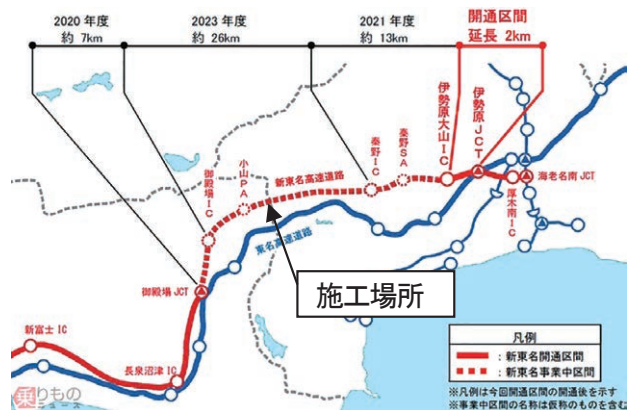 2020 年度
約 7km
2023 年度
約 26km
2021 年度
約 13km
開通区間
延長 2km
伊勢原大山IC
伊勢原JCT
秦野IC
秦野SA
小山PA
御殿場IC
新東名高速道路
海老名南 JCT
厚木南IC
東名高速道路
御殿場 JCT
施工場所
新富士 IC
長泉沼津 IC
凡例
：新東名開通区間
：新東名事業中区間
※凡例は今回開通区間の開通後を示す
※事業中区間の名称は仮称のものを含む
乗りもの
ニュース